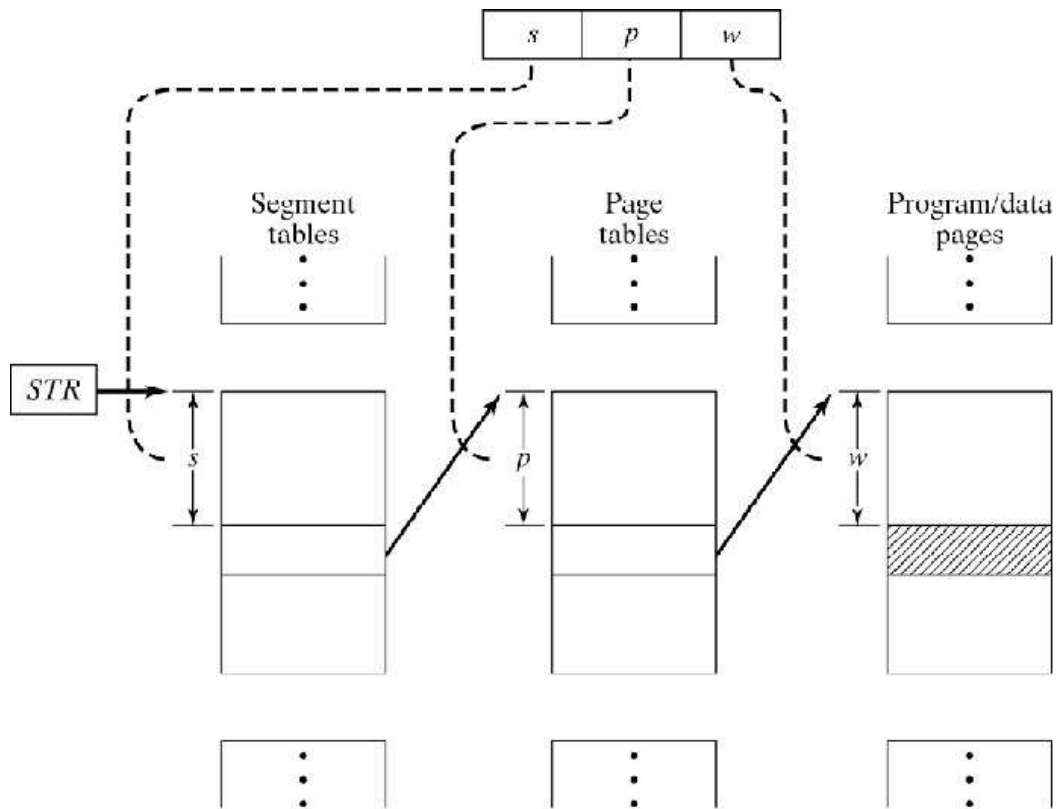 s p w
Segment tables
Page tables
Program/data pages
STR
s
p
w